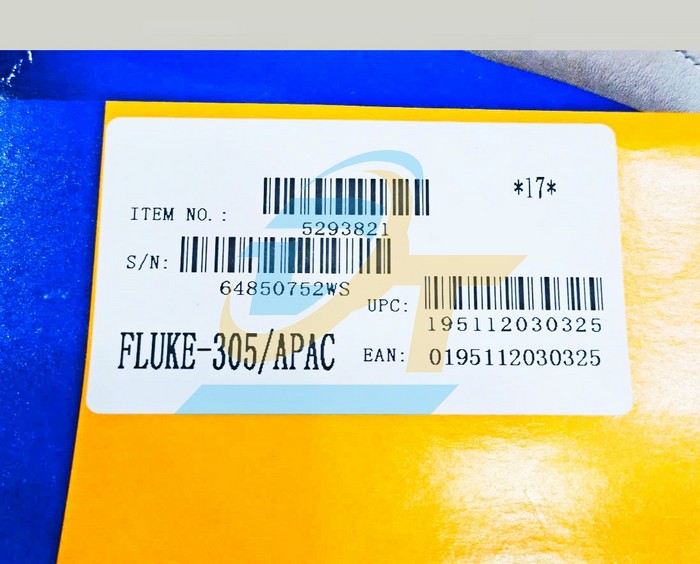 *17*
ITEM NO.:
5293821
S/N:
64850752WS
UPC:
195112030325
FLUKE-305/APAC
EAN: 0195112030325